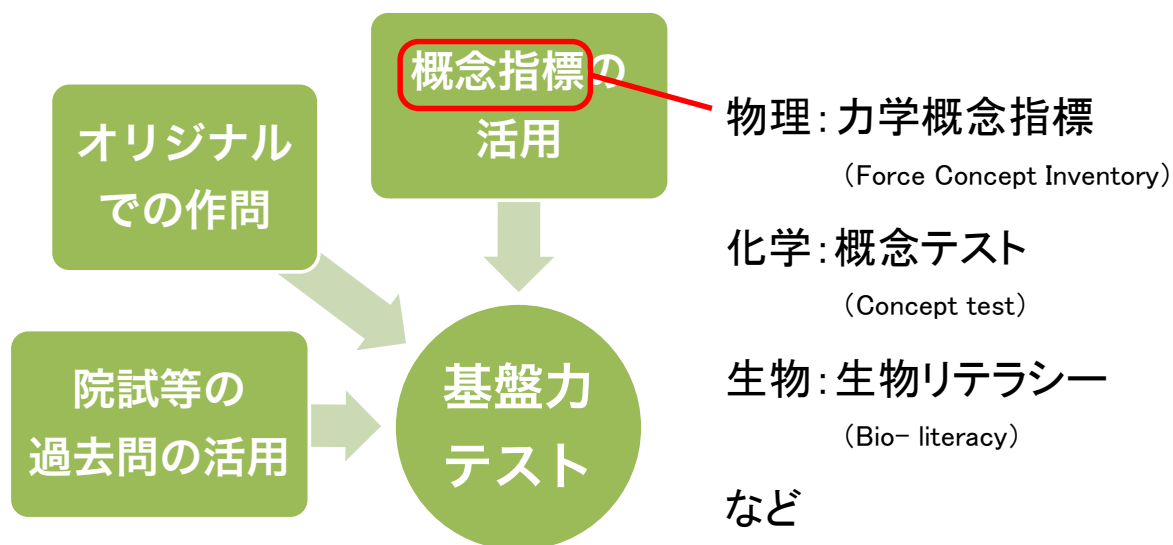 オリジナル
での作問
概念指標の
活用
院試等の
過去問の活用
基盤力
テスト
物理：力学概念指標
（Force Concept Inventory）
化学：概念テスト
（Concept test）
生物：生物リテラシー
（Bio- literacy）
など